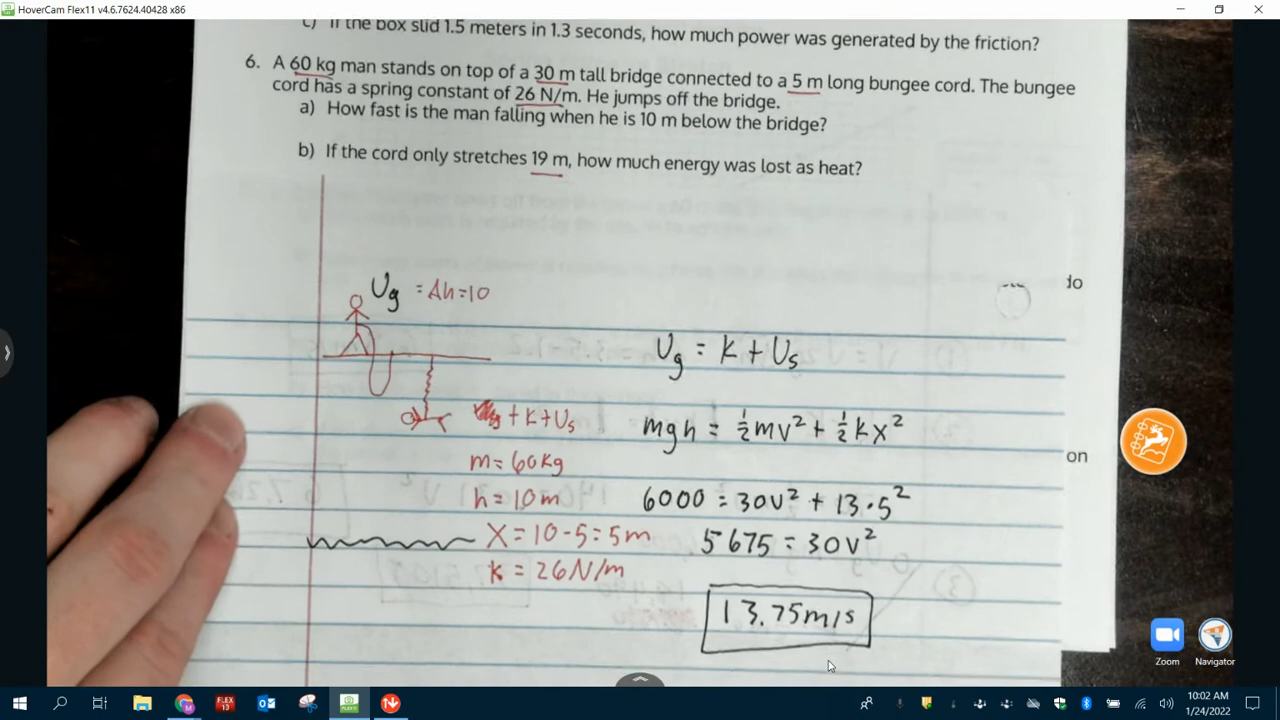 HoverCam Flex11 v4.6.7624.40428 x86
c) If the box slid 1.5 meters in 1.3 seconds, how much power was generated by the friction?
6. A 60 kg man stands on top of a 30 m tall bridge connected to a 5 m long bungee cord. The bungee
cord has a spring constant of 26 N/m. He jumps off the bridge.
a) How fast is the man falling when he is 10 m below the bridge?
b) If the cord only stretches 19 m, how much energy was lost as heat?
do
Ug = Δh=10
Ug = K + Us
+ K + Us
mgh = ½mv² + ½kx²
on
m = 60kg
h = 10m
6000 = 30v² + 13·5²
X = 10-5 = 5m
5675 = 30v²
k = 26N/m
13.75m/s
Zoom
Navigator
FLEX
10:02 AM
1/24/2022